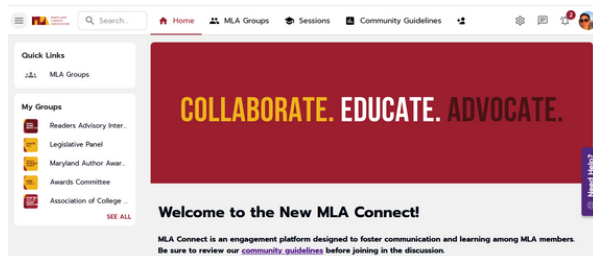 Search..
Home
MLA Groups
Sessions
Community Guidelines
2
Quick Links
MLA Groups
My Groups
Readers Advisory Inter..
Legislative Panel
Maryland Author Awar..
Awards Committee
Association of College ..
SEE ALL
COLLABORATE. EDUCATE. ADVOCATE.
Need Help?
Welcome to the New MLA Connect!
MLA Connect is an engagement platform designed to foster communication and learning among MLA members.
Be sure to review our community guidelines before joining in the discussion.